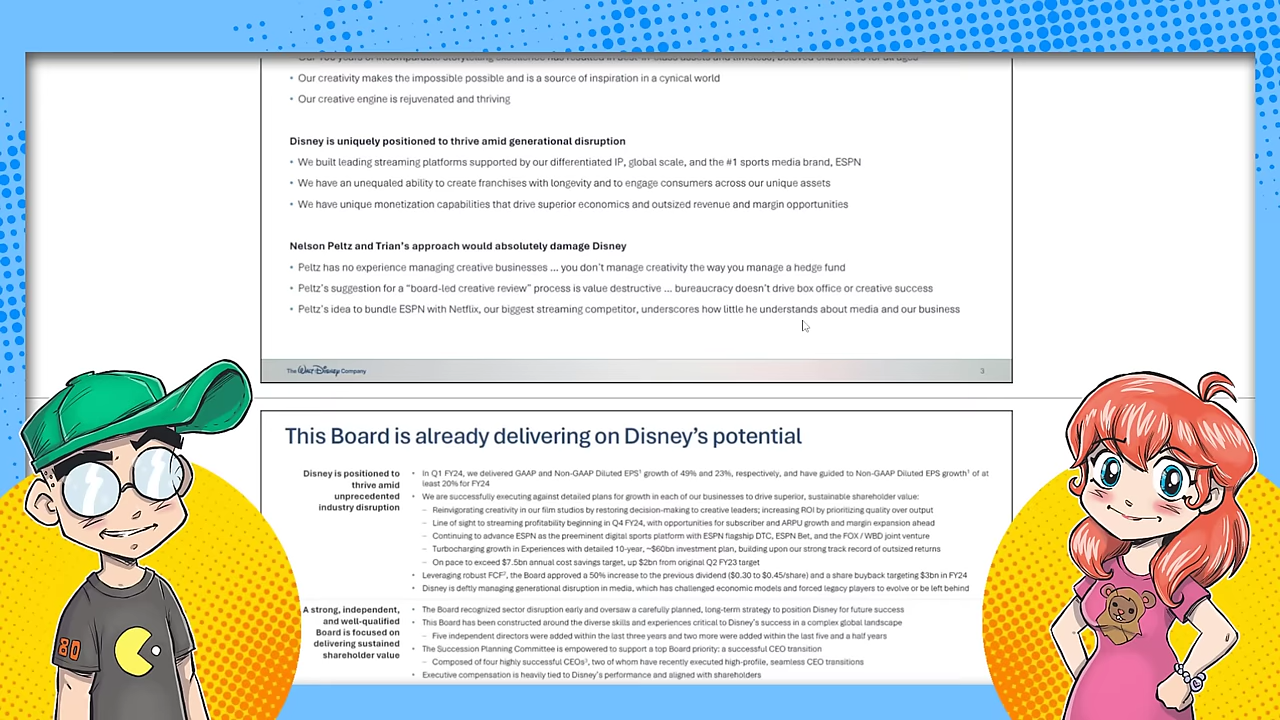 Our 100 years of incomparable storytelling excellence has resulted in best-in-class assets and timeless, beloved characters for all ages
• Our creativity makes the impossible possible and is a source of inspiration in a cynical world
• Our creative engine is rejuvenated and thriving
Disney is uniquely positioned to thrive amid generational disruption
• We built leading streaming platforms supported by our differentiated IP, global scale, and the #1 sports media brand, ESPN
• We have an unequaled ability to create franchises with longevity and to engage consumers across our unique assets
• We have unique monetization capabilities that drive superior economics and outsized revenue and margin opportunities
Nelson Peltz and Trian's approach would absolutely damage Disney
• Peltz has no experience managing creative businesses ... you don't manage creativity the way you manage a hedge fund
• Peltz's suggestion for a "board-led creative review" process is value destructive ... bureaucracy doesn't drive box office or creative success
• Peltz's idea to bundle ESPN with Netflix, our biggest streaming competitor, underscores how little he understands about media and our business
The Walt Disney Company
3
This Board is already delivering on Disney's potential
Disney is positioned to
thrive amid
unprecedented
industry disruption
• In Q1 FY24, we delivered GAAP and Non-GAAP Diluted EPS¹ growth of 49% and 23%, respectively, and have guided to Non-GAAP Diluted EPS growth¹ of at
least 20% for FY24
• We are successfully executing against detailed plans for growth in each of our businesses to drive superior, sustainable shareholder value:
– Reinvigorating creativity in our film studios by restoring decision-making to creative leaders; increasing ROI by prioritizing quality over output
– Line of sight to streaming profitability beginning in Q4 FY24, with opportunities for subscriber and ARPU growth and margin expansion ahead
– Continuing to advance ESPN as the preeminent digital sports platform with ESPN flagship DTC, ESPN Bet, and the FOX / WBD joint venture
– Turbocharging growth in Experiences with detailed 10-year, ~$60bn investment plan, building upon our strong track record of outsized returns
– On pace to exceed $7.5bn annual cost savings target, up $2bn from original Q2 FY23 target
• Leveraging robust FCF², the Board approved a 50% increase to the previous dividend ($0.30 to $0.45/share) and a share buyback targeting $3bn in FY24
• Disney is deftly managing generational disruption in media, which has challenged economic models and forced legacy players to evolve or be left behind
A strong, independent,
and well-qualified
Board is focused on
delivering sustained
shareholder value
• The Board recognized sector disruption early and oversaw a carefully planned, long-term strategy to position Disney for future success
• This Board has been constructed around the diverse skills and experiences critical to Disney's success in a complex global landscape
– Five independent directors were added within the last three years and two more were added within the last five and a half years
• The Succession Planning Committee is empowered to support a top Board priority: a successful CEO transition
– Composed of four highly successful CEOs³, two of whom have recently executed high-profile, seamless CEO transitions
• Executive compensation is heavily tied to Disney's performance and aligned with shareholders
80